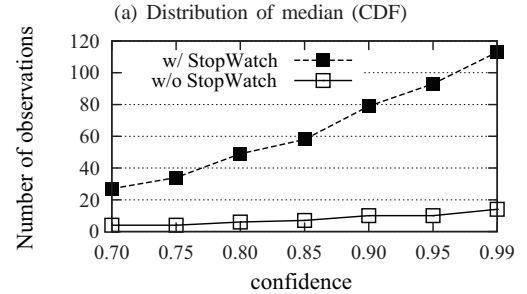 (a) Distribution of median (CDF)
Number of observations
120
100
80
60
40
20
0
w/ StopWatch
w/o StopWatch
0.70 0.75 0.80 0.85 0.90 0.95 0.99
confidence